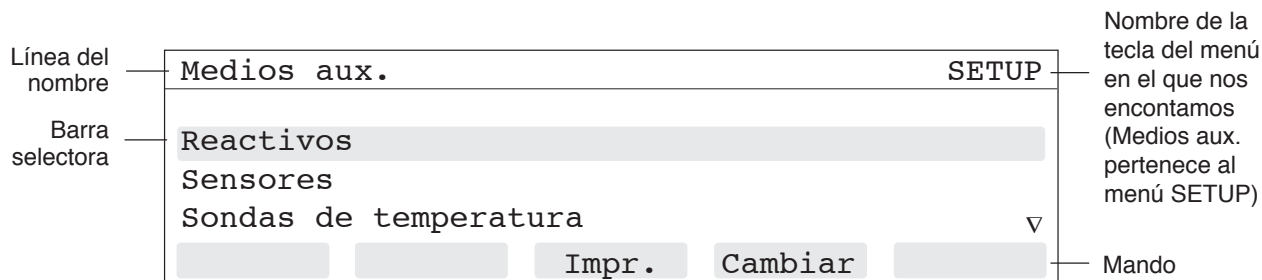 Línea del
nombre
Medios aux.
SETUP
Nombre de la
tecla del menú
en el que nos
encontamos
(Medios aux.
pertenece al
menú SETUP)
Barra
selectora
Reactivos
Sensores
Sondas de temperatura
∇
Impr.
Cambiar
Mando